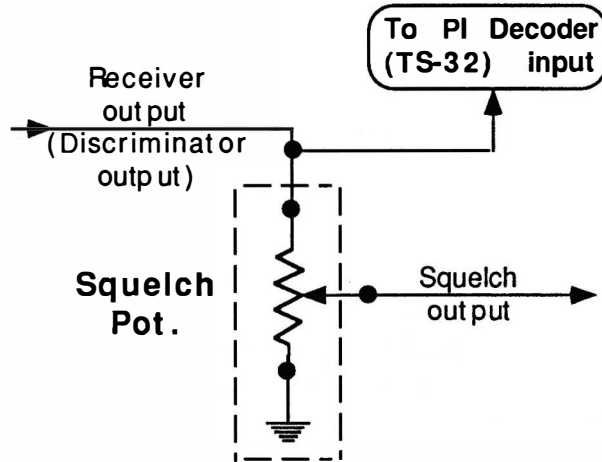 To PI Decoder
(TS-32) input
Receiver
output
(Discriminator
output)
Squelch
Pot.
Squelch
output